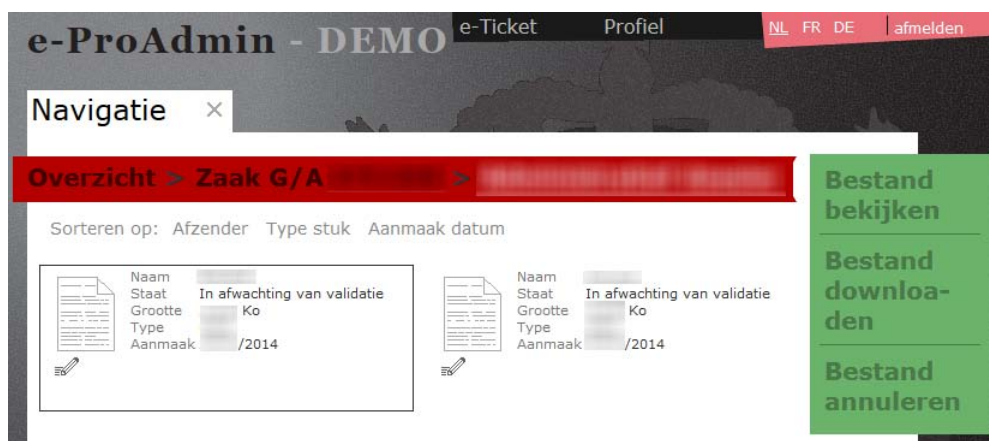 e-ProAdmin - DEMO
e-Ticket Profiel NL FR DE afmelden
Navigatie ×
Overzicht > Zaak G/A >
Sorteren op: Afzender Type stuk Aanmaak datum
Naam
Staat In afwachting van validatie
Grootte Ko
Type
Aanmaak /2014
Naam
Staat In afwachting van validatie
Grootte Ko
Type
Aanmaak /2014
Bestand
bekijken
Bestand
downloa-
den
Bestand
annuleren